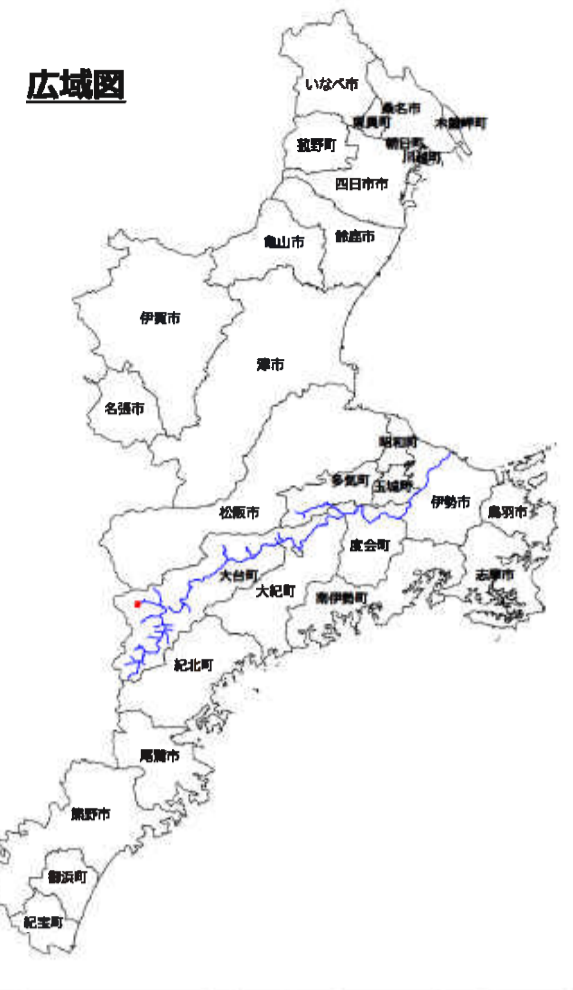 広域図
いなべ市
桑名市
東員町
木曽岬町
朝日町
川越町
菰野町
四日市市
亀山市
鈴鹿市
伊賀市
津市
名張市
昭和町
多気町
玉城町
伊勢市
鳥羽市
松阪市
度会町
大台町
大紀町
志摩市
南伊勢町
紀北町
尾鷲市
熊野市
御浜町
紀宝町